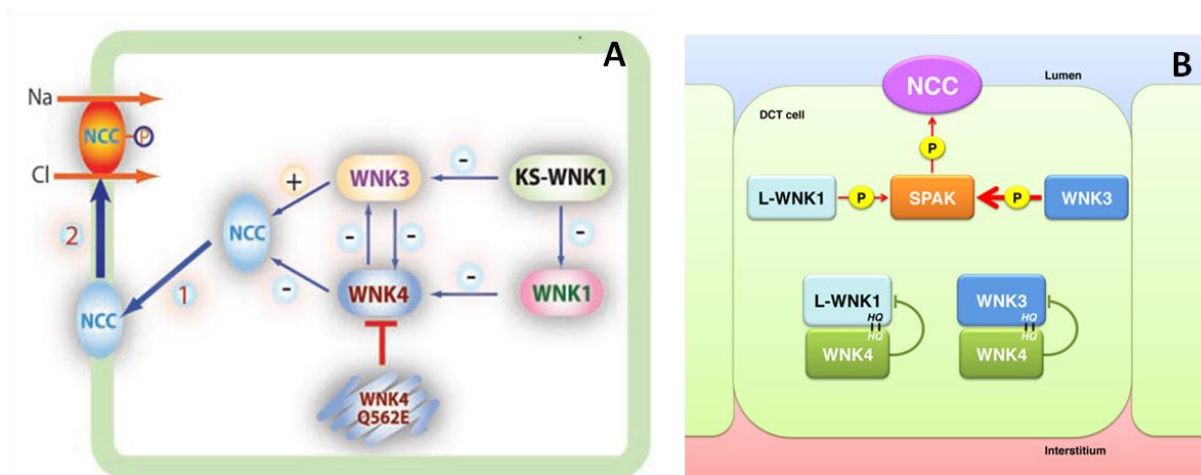 A
Na
NCC
P
Cl
2
NCC
1
NCC
+
-
WNK3
-
KS-WNK1
-
-
-
-
WNK4
-
WNK1
WNK4
Q562E
B
Lumen
NCC
DCT cell
P
L-WNK1
P
SPAK
P
WNK3
L-WNK1
HQ
HQ
WNK4
WNK3
HQ
HQ
WNK4
Interstitium